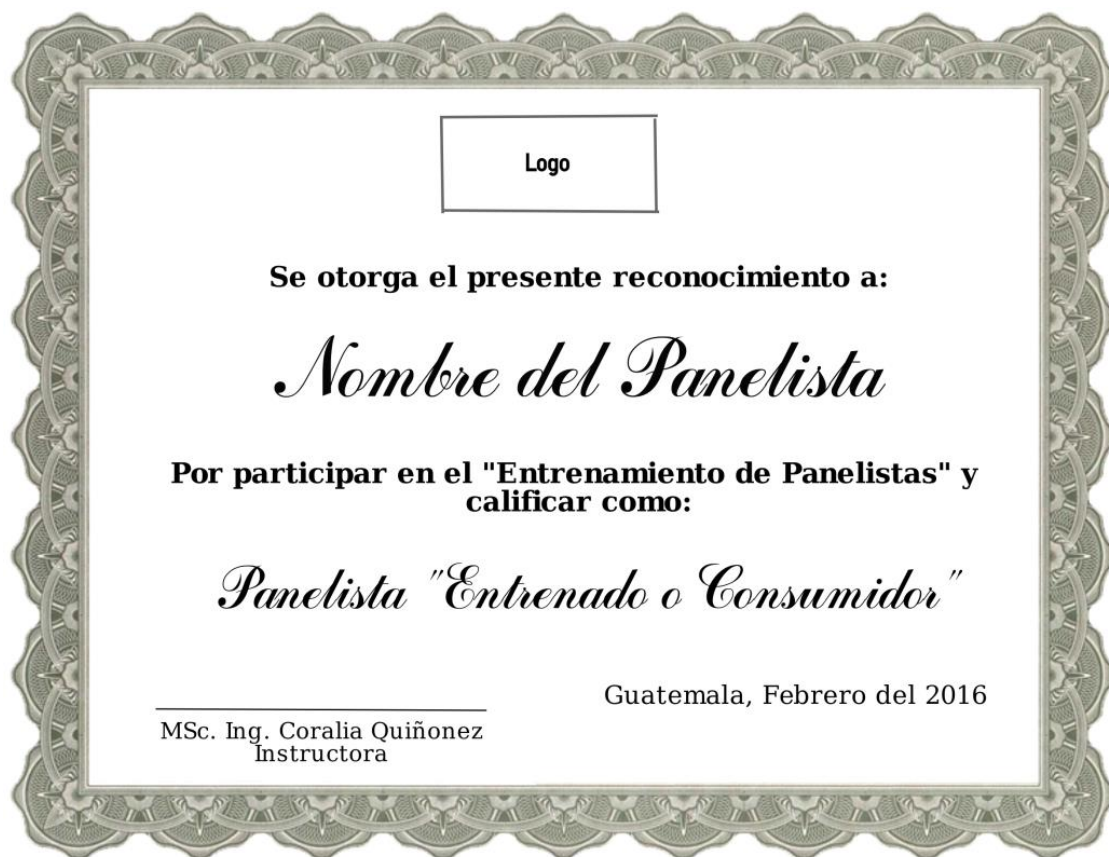 Logo
Se otorga el presente reconocimiento a:
Nombre del Panelista
Por participar en el "Entrenamiento de Panelistas" y
calificar como:
Panelista "Entrenado o Consumidor"
Guatemala, Febrero del 2016
MSc. Ing. Coralia Quiñonez
Instructora